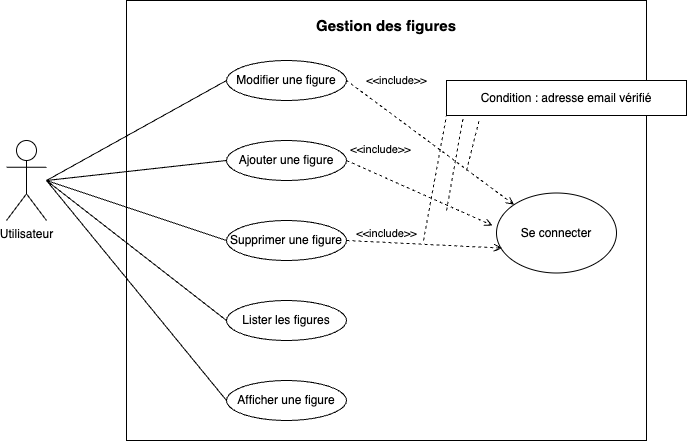 Gestion des figures
Modifier une figure
<<include>>
Condition : adresse email vérifié
Ajouter une figure
<<include>>
Utilisateur
Supprimer une figure
<<include>>
Se connecter
Lister les figures
Afficher une figure